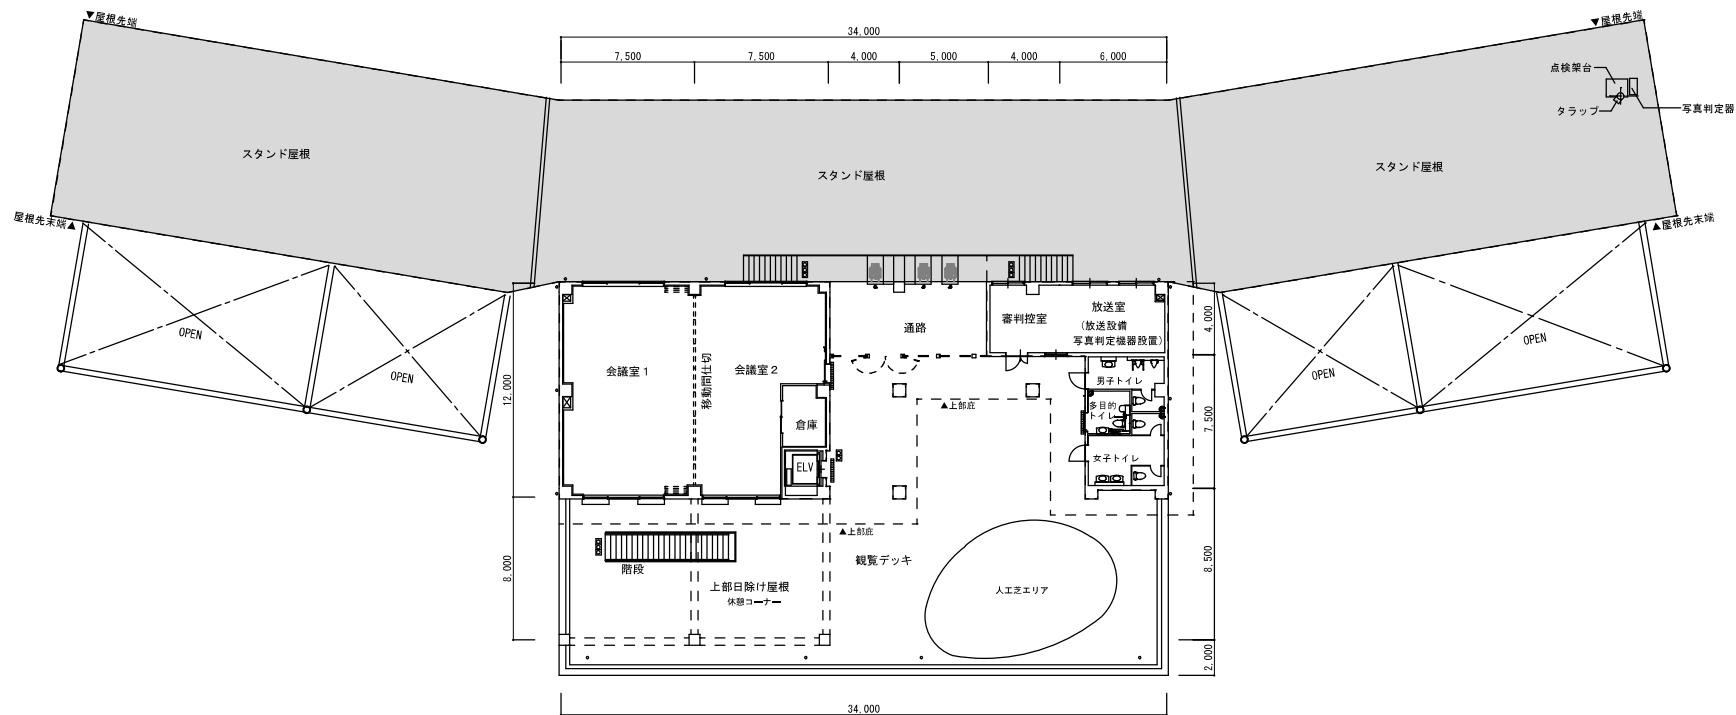 ▼屋根先端
▼屋根先端
34,000
7,500
7,500
4,000
5,000
4,000
6,000
点検架台
タラップ
写真判定器
スタンド屋根
スタンド屋根
スタンド屋根
屋根先末端▲
▲屋根先末端
OPEN
OPEN
OPEN
OPEN
12,000
8,000
4,000
7,500
8,500
2,000
会議室1
移動間仕切
会議室2
倉庫
ELV
通路
審判控室
放送室
(放送設備
写真判定機器設置)
男子トイレ
多目的
トイレ
女子トイレ
▲上部庇
▲上部庇
階段
上部日除け屋根
休憩コーナー
観覧デッキ
人工芝エリア
34,000